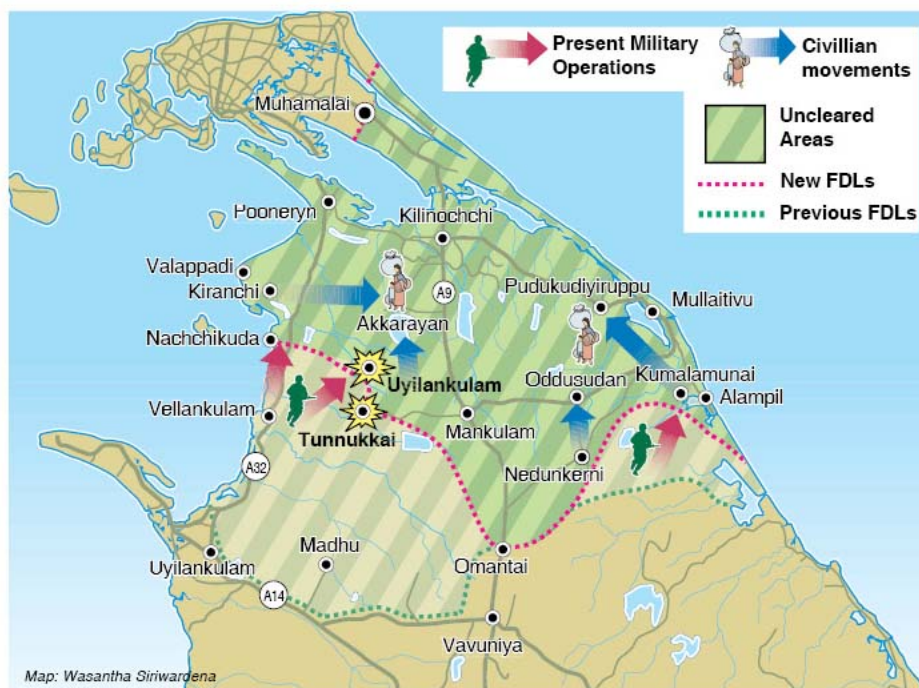 Present Military
Operations
Civillian
movements
Uncleared
Areas
New FDLs
Previous FDLs
Muhamalai
Pooneryn
Kilinochchi
Valappadi
Kiranchi
A9
Pudukudiyiruppu
Mullaitivu
Akkarayan
Nachchikuda
Uyilankulam
Oddusudan
Kumalamunai
Alampil
Vellankulam
Tunnukkai
Mankulam
Nedunkerni
A32
Uyilankulam
Madhu
Omantai
A14
Vavuniya
Map: Wasantha Siriwardena